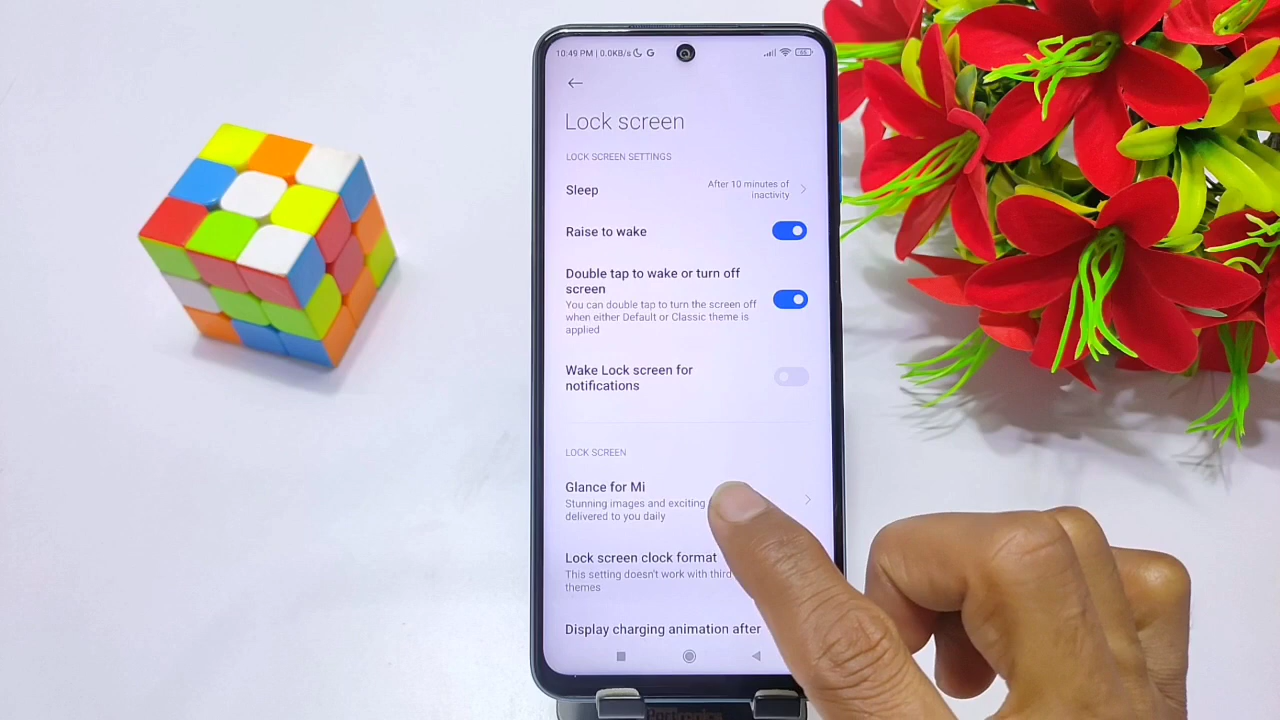 10:49 PM | 0.0KB/s G 65
Lock screen
LOCK SCREEN SETTINGS
Sleep
After 10 minutes of
inactivity
Raise to wake
Double tap to wake or turn off
screen
You can double tap to turn the screen off
when either Default or Classic theme is
applied
Wake Lock screen for
notifications
LOCK SCREEN
Glance for Mi
Stunning images and exciting
delivered to you daily
Lock screen clock format
This setting doesn't work with third
themes
Display charging animation after